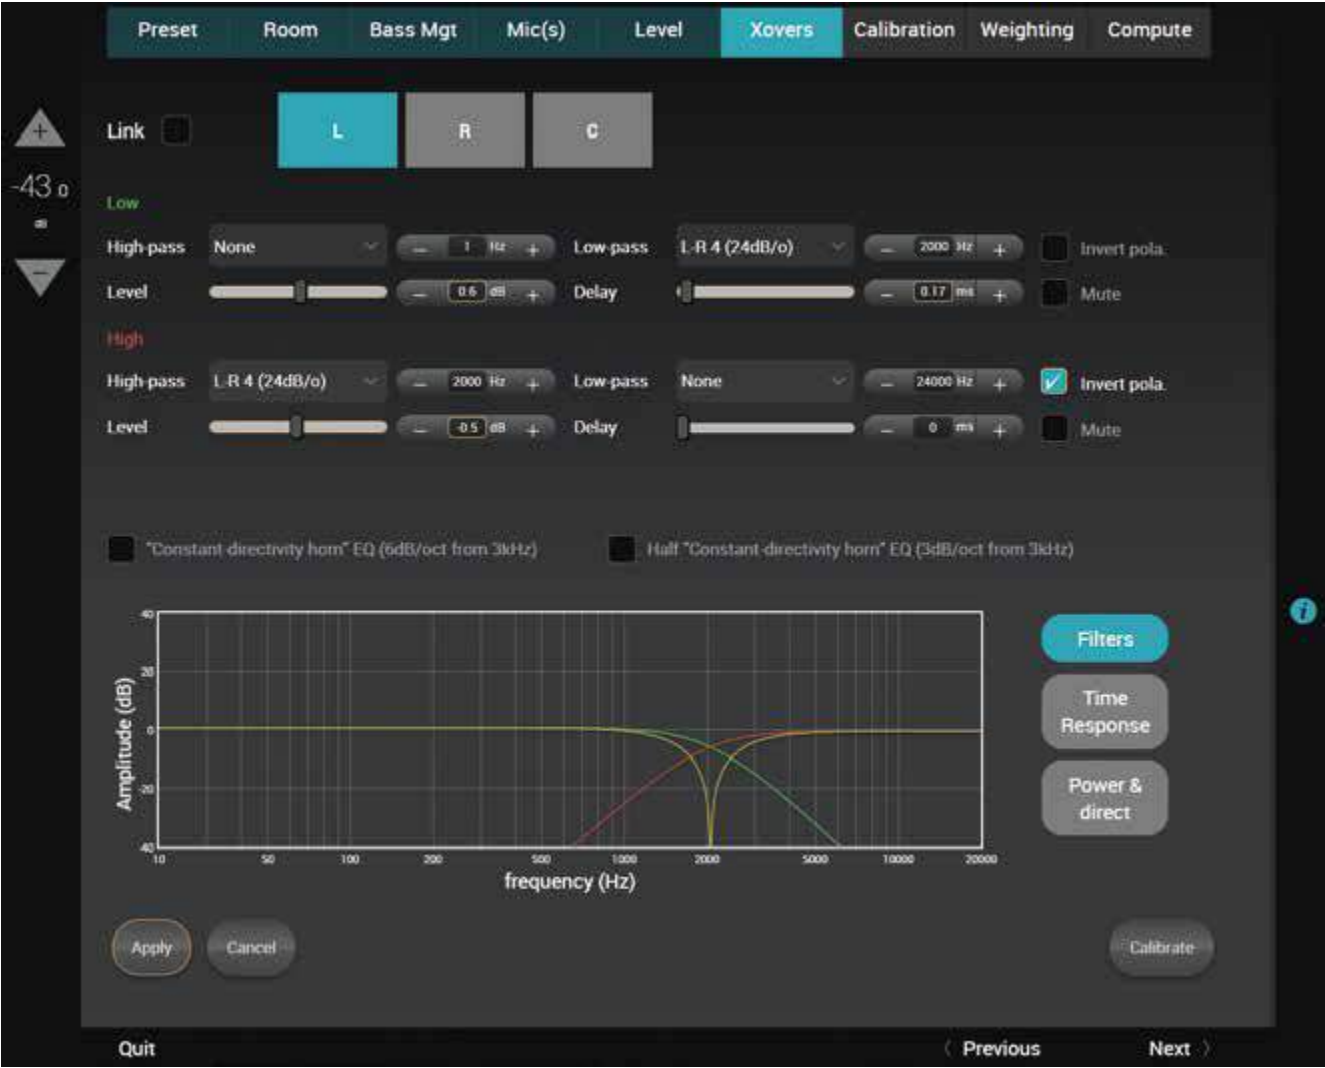 Preset Room Bass Mgt Mic(s) Level Xovers Calibration Weighting Compute
Link L R C
-43 0
dB
Low
High-pass None 1 Hz Low-pass L-R 4 (24dB/o) 2000 Hz Invert pola.
Level 0.6 dB Delay 0.17 ms Mute
High
High-pass L-R 4 (24dB/o) 2000 Hz Low-pass None 24000 Hz Invert pola.
Level -0.5 dB Delay 0 ms Mute
"Constant-directivity horn" EQ (6dB/oct from 3kHz) Half "Constant-directivity horn" EQ (3dB/oct from 3kHz)
Filters
Time
Response
Power &
direct
Amplitude (dB)
40
20
0
-20
-40
10 50 100 200 500 1000 2000 5000 10000 20000
frequency (Hz)
Apply Cancel Calibrate
Quit Previous Next